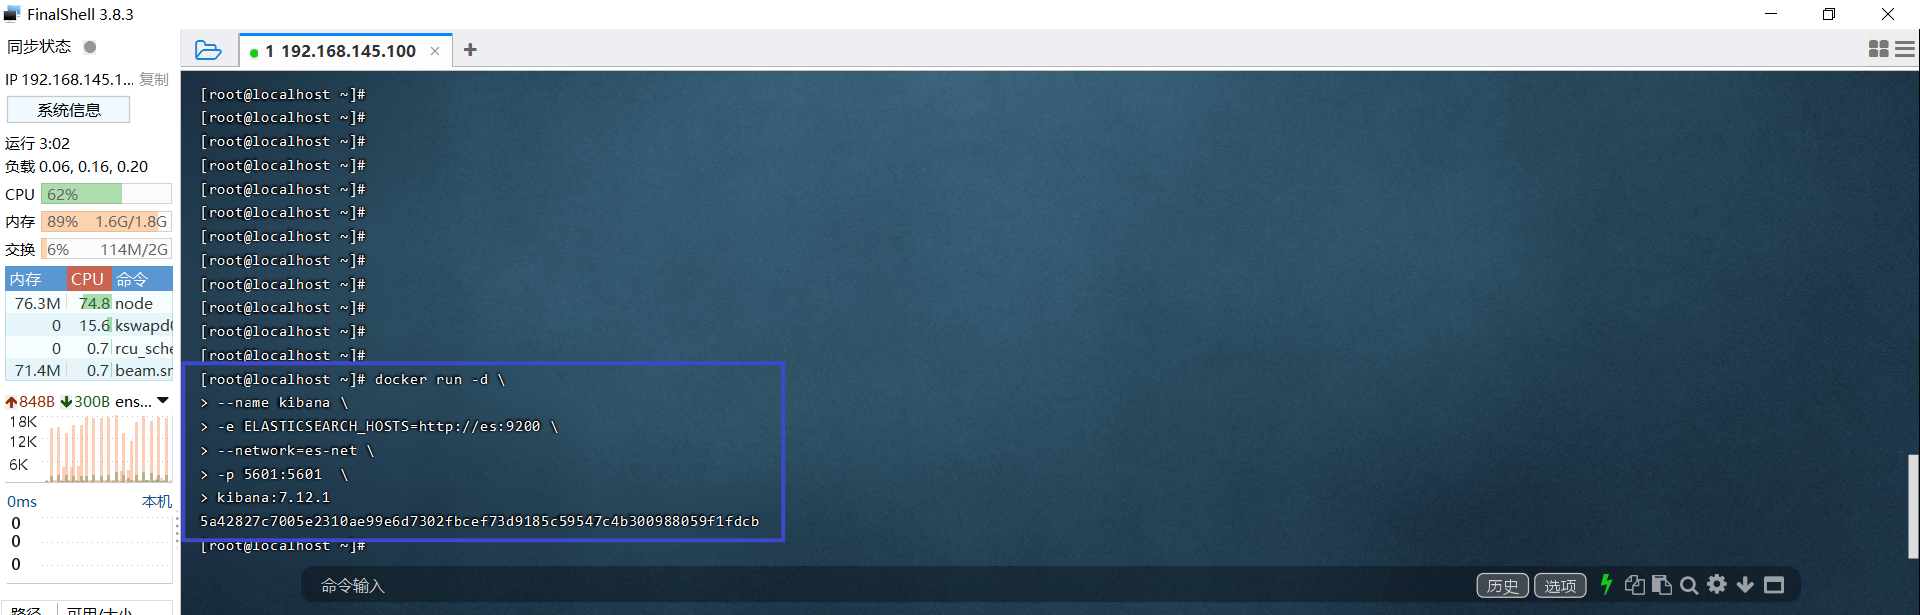 FinalShell 3.8.3
同步状态
IP 192.168.145.1... 复制
系统信息
运行 3:02
负载 0.06, 0.16, 0.20
CPU 62%
内存 89% 1.6G/1.8G
交换 6% 114M/2G
内存 CPU 命令
76.3M 74.8 node
0 15.6 kswapd
0 0.7 rcu_sche
71.4M 0.7 beam.sr
848B 300B ens...
18K
12K
6K
0ms 本机
0
0
0
路径 可用/大小
1 192.168.145.100 × +
[root@localhost ~]#
[root@localhost ~]#
[root@localhost ~]#
[root@localhost ~]#
[root@localhost ~]#
[root@localhost ~]#
[root@localhost ~]#
[root@localhost ~]#
[root@localhost ~]#
[root@localhost ~]#
[root@localhost ~]#
[root@localhost ~]#
[root@localhost ~]# docker run -d \
> --name kibana \
> -e ELASTICSEARCH_HOSTS=http://es:9200 \
> --network=es-net \
> -p 5601:5601  \
> kibana:7.12.1
5a42827c7005e2310ae99e6d7302fbcef73d9185c59547c4b300988059f1fdcb
[root@localhost ~]#
命令输入 历史 选项